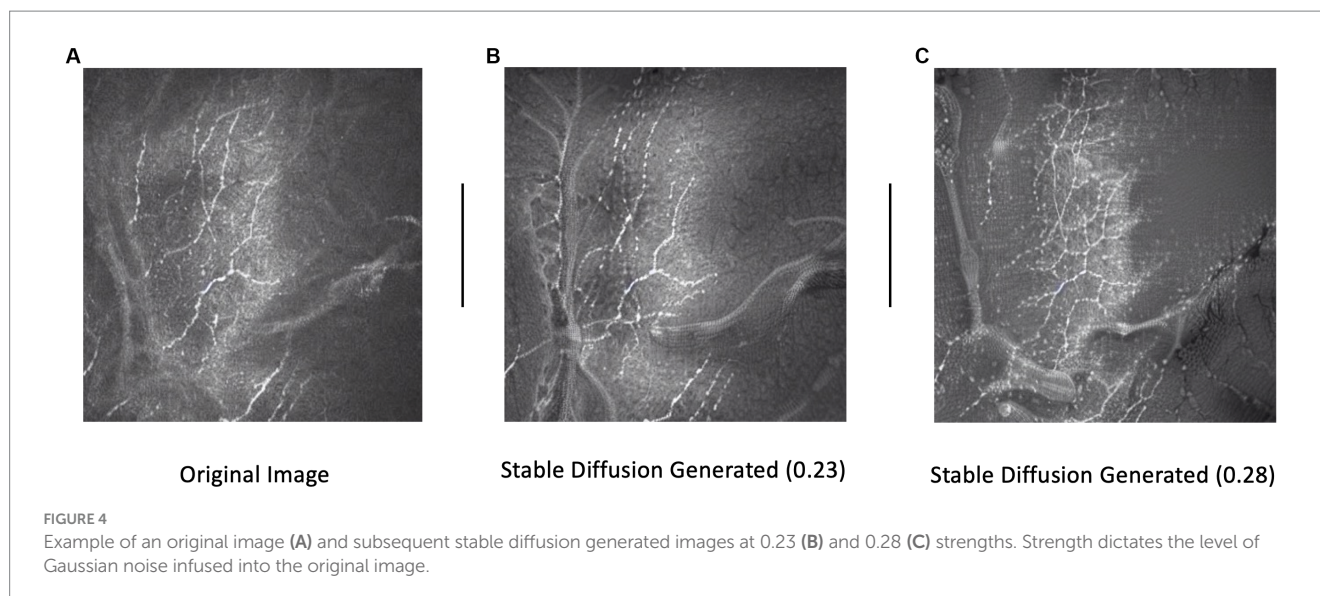 A
B
C
Original Image
Stable Diffusion Generated (0.23)
Stable Diffusion Generated (0.28)
FIGURE 4
Example of an original image (A) and subsequent stable diffusion generated images at 0.23 (B) and 0.28 (C) strengths. Strength dictates the level of
Gaussian noise infused into the original image.